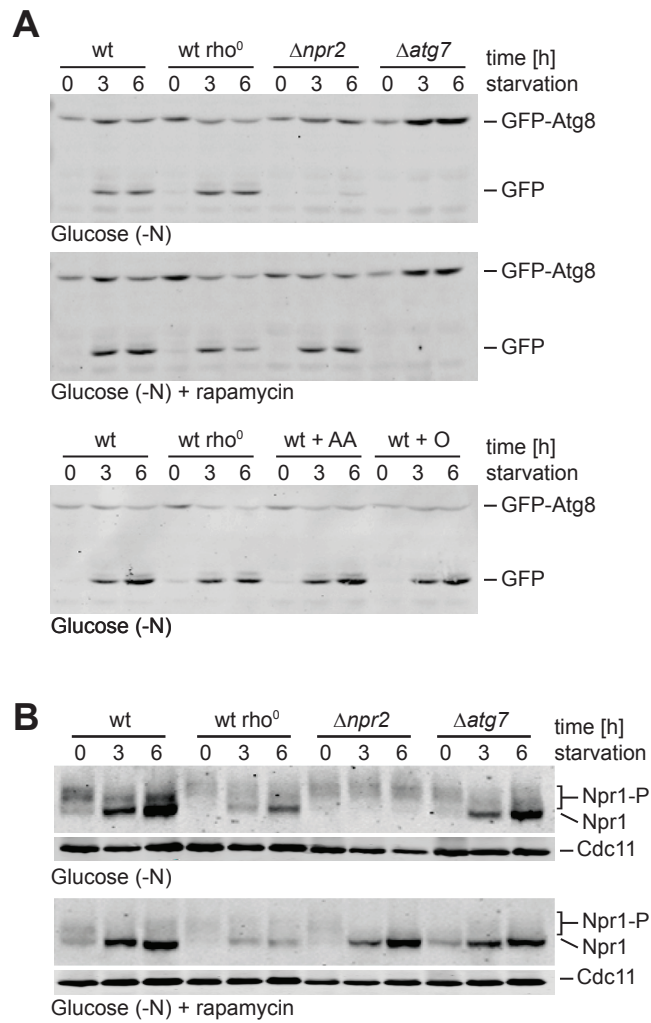 A
wt wt rho⁰ Δnpr2 Δatg7 time [h]
0 3 6 0 3 6 0 3 6 0 3 6 starvation
GFP-Atg8
GFP
Glucose (-N)
GFP-Atg8
GFP
Glucose (-N) + rapamycin
wt wt rho⁰ wt + AA wt + O time [h]
0 3 6 0 3 6 0 3 6 0 3 6 starvation
GFP-Atg8
GFP
Glucose (-N)
B
wt wt rho⁰ Δnpr2 Δatg7 time [h]
0 3 6 0 3 6 0 3 6 0 3 6 starvation
Npr1-P
Npr1
Cdc11
Glucose (-N)
Npr1-P
Npr1
Cdc11
Glucose (-N) + rapamycin